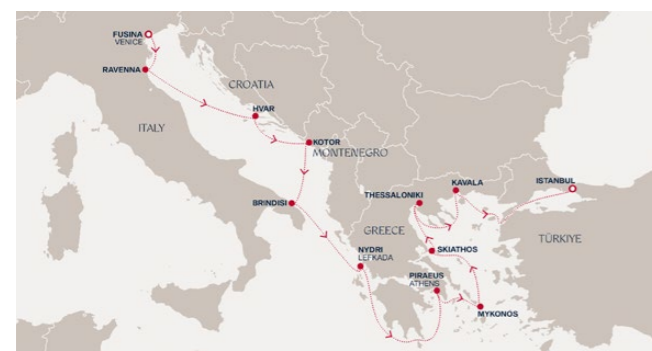 FUSINA
VENICE
RAVENNA
CROATIA
HVAR
ITALY
KOTOR
MONTENEGRO
BRINDISI
THESSALONIKI
KAVALA
ISTANBUL
GREECE
TÜRKIYE
NYDRI
LEFKADA
SKIATHOS
PIRAEUS
ATHENS
MYKONOS